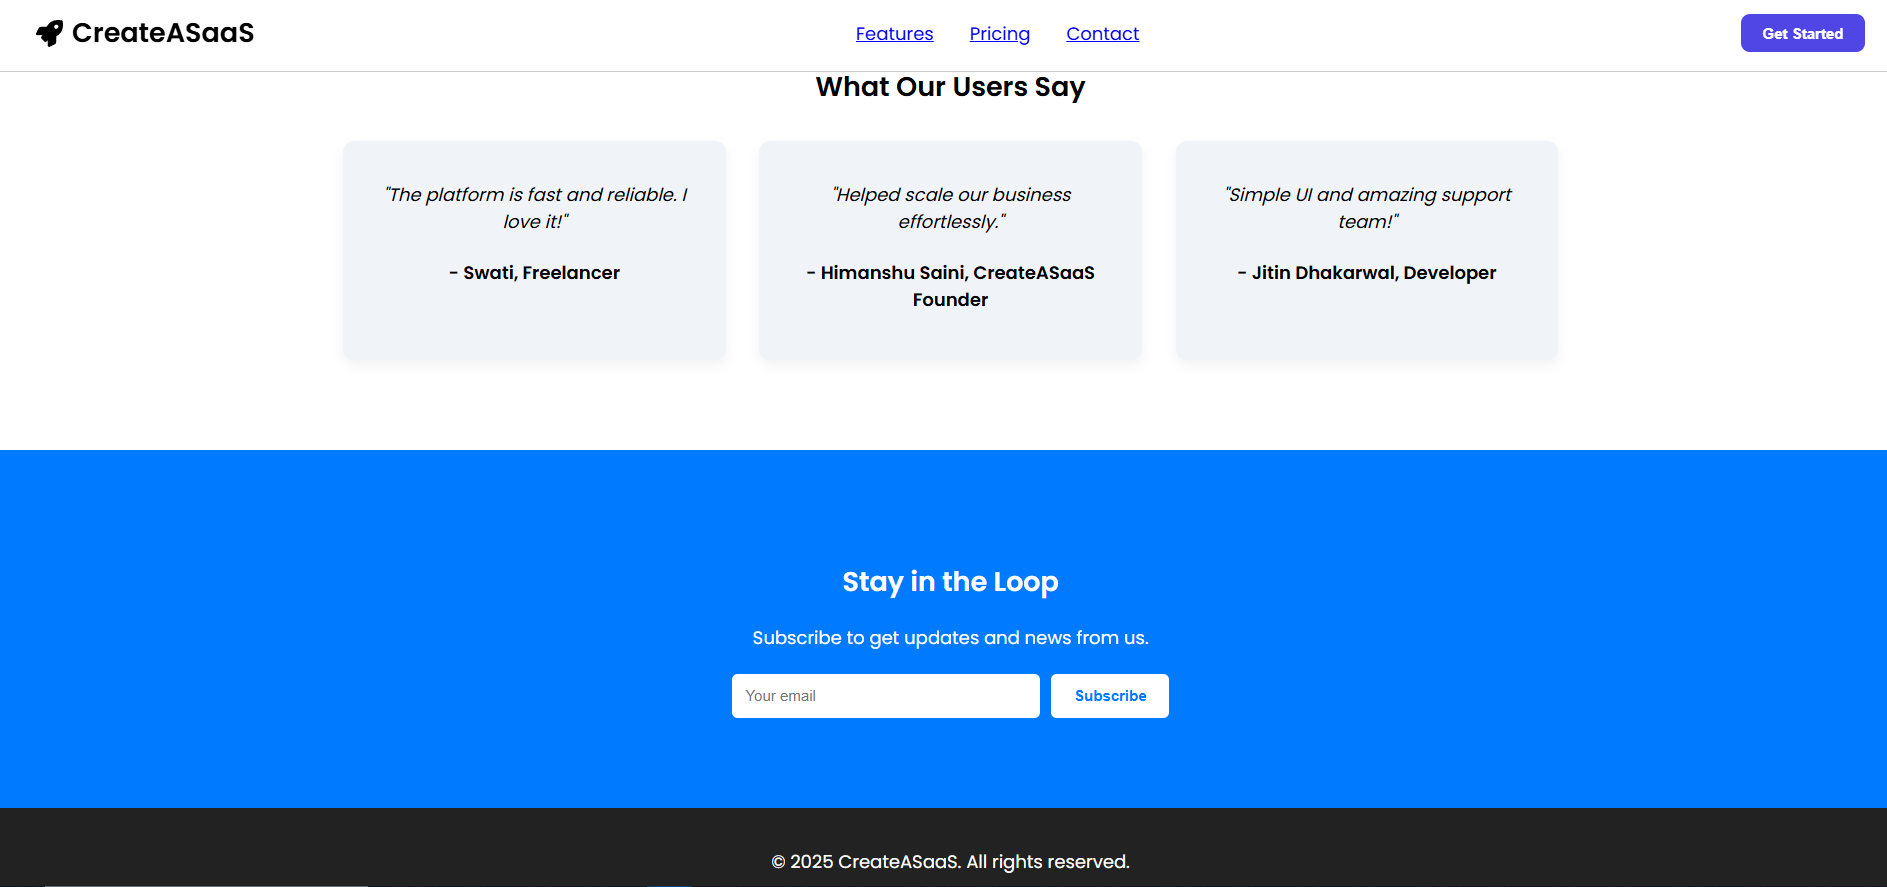 CreateASaaS
Features Pricing Contact
Get Started
What Our Users Say
"The platform is fast and reliable. I
love it!"
- Swati, Freelancer
"Helped scale our business
effortlessly."
- Himanshu Saini, CreateASaaS
Founder
"Simple UI and amazing support
team!"
- Jitin Dhakarwal, Developer
Stay in the Loop
Subscribe to get updates and news from us.
Your email
Subscribe
© 2025 CreateASaaS. All rights reserved.